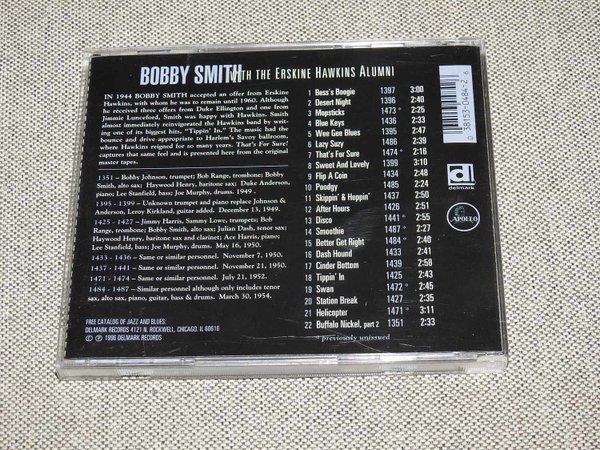 BOBBY SMITH WITH THE ERSKINE HAWKINS ALUMNI
IN 1944 BOBBY SMITH accepted an offer from Erskine
Hawkins, with whom he was to remain until 1960. Although
he received three offers from Duke Ellington and one from
Jimmie Lunceford, Smith was happy with Hawkins. Smith
almost immediately reinvigorated the Hawkins band by writ-
ing one of its biggest hits, "Tippin' In." The music had the
bounce and drive appropriate to Harlem's Savoy ballroom,
where Hawkins reigned for so many years. That's For Sure!
captures that same feel and is presented here from the original
master tapes.
1351 – Bobby Johnson, trumpet; Bob Range, trombone; Bobby
Smith, alto sax; Haywood Henry, baritone sax; Duke Anderson,
piano; Lee Stanfield, bass; Joe Murphy, drums. 1949.
1395 - 1399 – Unknown trumpet and piano replace Johnson &
Anderson, Leroy Kirkland, guitar added. December 13, 1949.
1425 - 1427 – Jimmy Harris, Sammy Lowe, trumpets; Bob
Range, trombone; Bobby Smith, alto sax; Julian Dash, tenor sax;
Haywood Henry, baritone sax and clarinet; Ace Harris, piano;
Lee Stanfield, bass; Joe Murphy, drums. May 16, 1950.
1433 - 1436 – Same or similar personnel. November 7, 1950.
1437 - 1441 – Same or similar personnel. November 21, 1950.
1471 - 1474 – Same or similar personnel. July 21, 1952.
1484 - 1487 – Similar personnel although only includes tenor
sax, alto sax, piano, guitar, bass & drums. March 30, 1954.
FREE CATALOG OF JAZZ AND BLUES:
DELMARK RECORDS 4121 N. ROCKWELL, CHICAGO, IL 60618
© ℗ 1996 DELMARK RECORDS
1 Bess's Boogie 1397 3:00
2 Desert Night 1396 2:40
3 Mopsticks 1473* 2:25
4 Blue Keys 1436 2:35
5 Wee Gee Blues 1395 2:44
6 Lazy Suzy 1486 2:39
7 That's For Sure 1474* 2:16
8 Sweet And Lovely 1399 3:10
9 Flip A Coin 1434 2:48
10 Poodgy 1485 2:24
11 Skippin' & Hoppin' 1437 2:50
12 After Hours 1426 2:51
13 Disco 1441* 2:55
14 Smoothie 1487* 2:47
15 Better Get Right 1484* 2:40
16 Dash Hound 1433 2:41
17 Cinder Bottom 1439 2:58
18 Tippin' In 1425 2:43
19 Swan 1472* 2:45
20 Station Break 1427 2:35
21 Helicopter 1471* 3:11
22 Buffalo Nickel, part 2 1351 2:33
*previously unissued
0 38153-0484-2 6
delmark
APOLLO